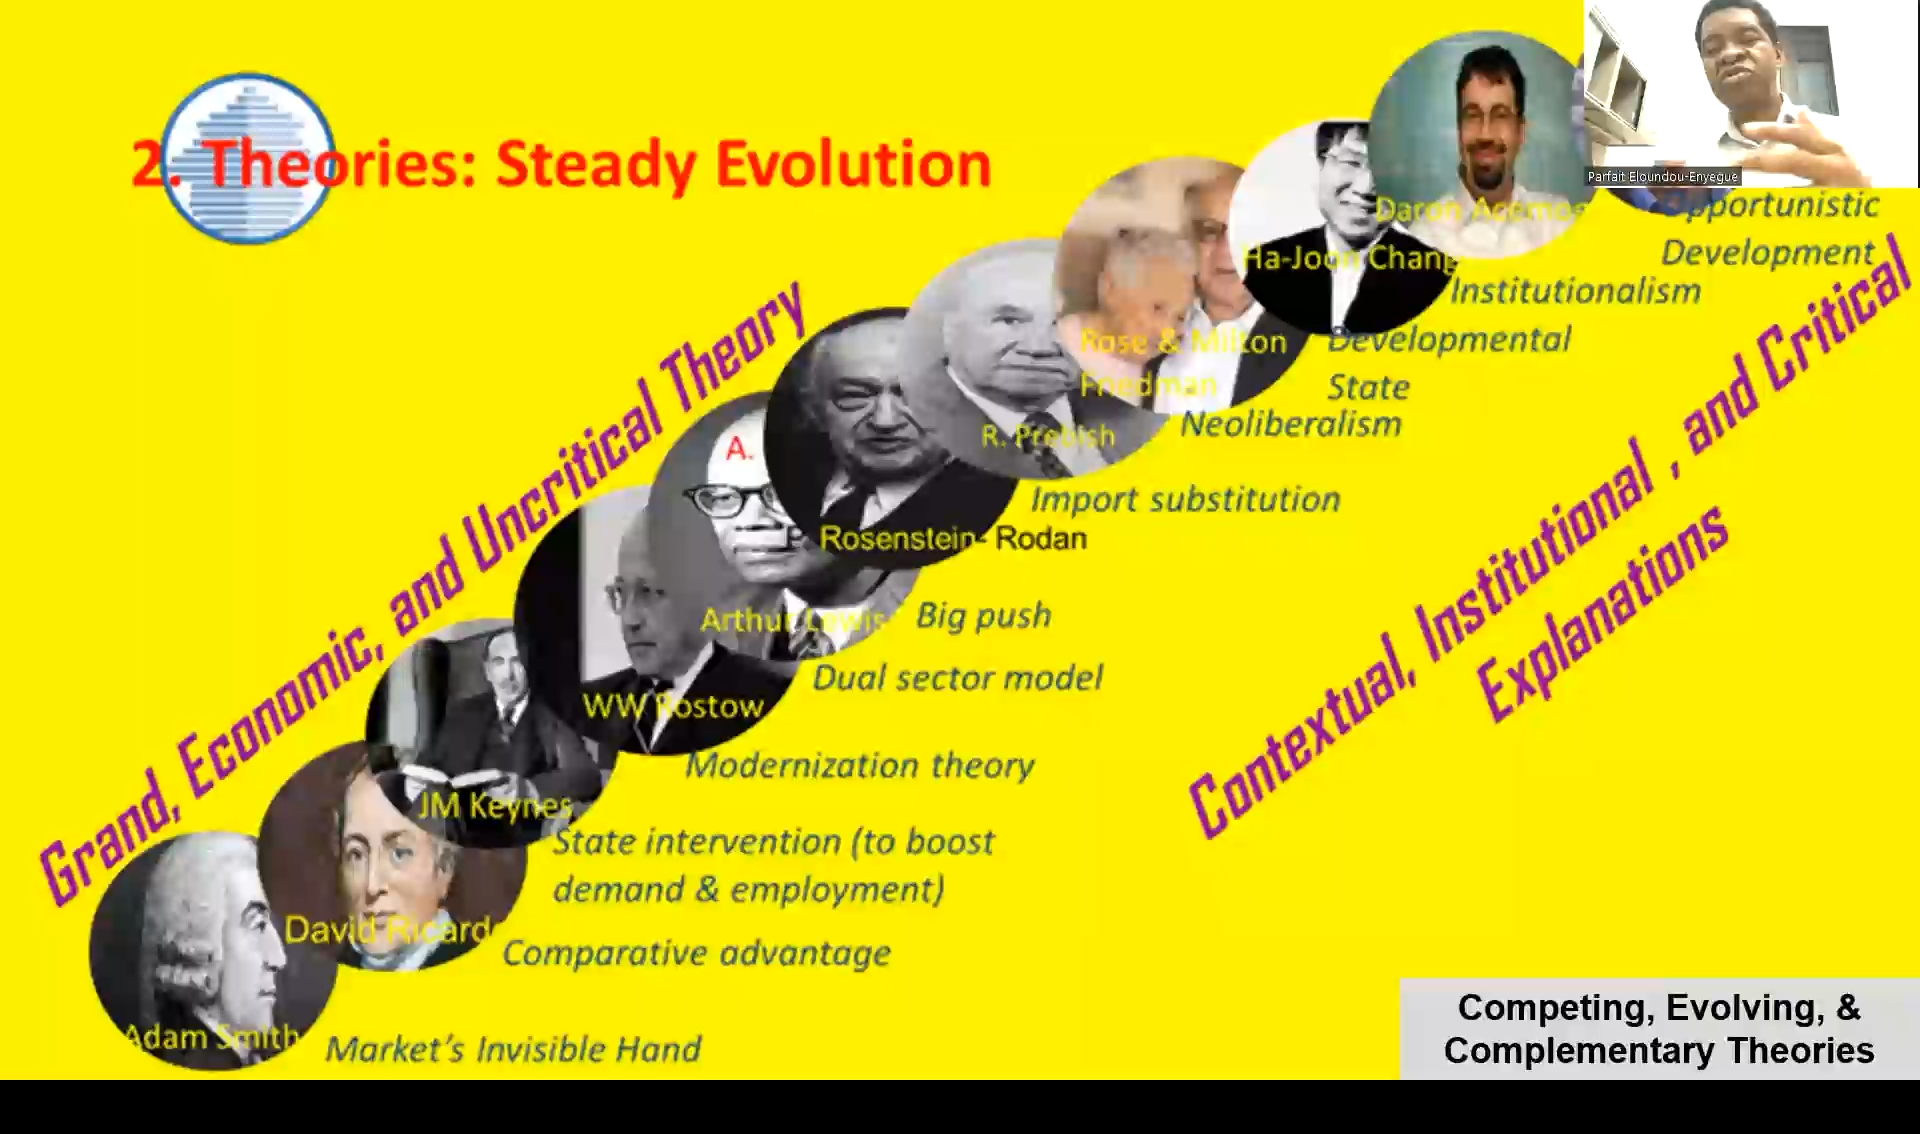 2. Theories: Steady Evolution
Parfait Eloundou-Enyegue
Opportunistic
Development
Daron Acemog
Ha-Joon Chang
Institutionalism
Rose & Milton
Friedman
Developmental
State
R. Prebish
Neoliberalism
A.
Import substitution
Rosenstein- Rodan
Arthur Lewis
Big push
Dual sector model
WW Rostow
Modernization theory
JM Keynes
State intervention (to boost
demand & employment)
David Ricardo
Comparative advantage
Adam Smith
Market's Invisible Hand
Grand, Economic, and Uncritical Theory
Contextual, Institutional , and Critical
Explanations
Competing, Evolving, &
Complementary Theories